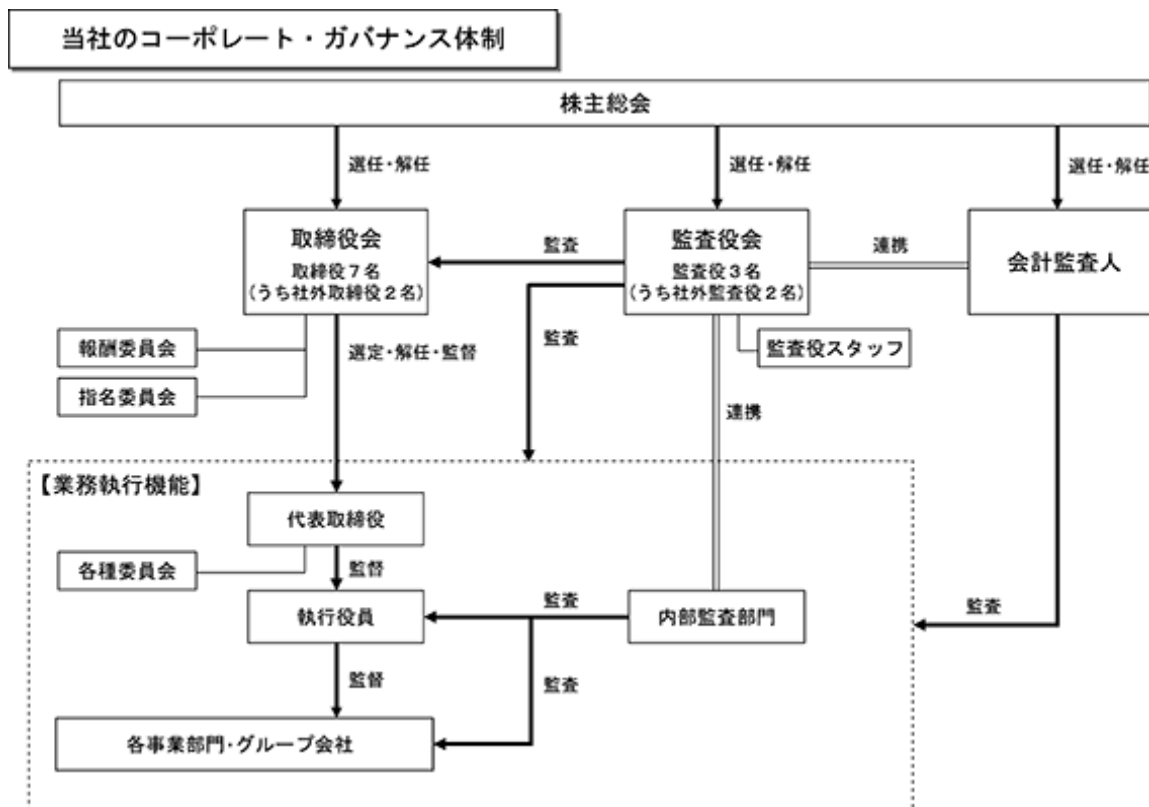 当社のコーポレート・ガバナンス体制
株主総会
選任・解任
選任・解任
選任・解任
取締役会
取締役7名
(うち社外取締役2名)
監査
監査役会
監査役3名
(うち社外監査役2名)
連携
会計監査人
報酬委員会
指名委員会
選定・解任・監督
監査
監査役スタッフ
連携
【業務執行機能】
代表取締役
各種委員会
監督
執行役員
監査
内部監査部門
監査
監督
監査
各事業部門・グループ会社